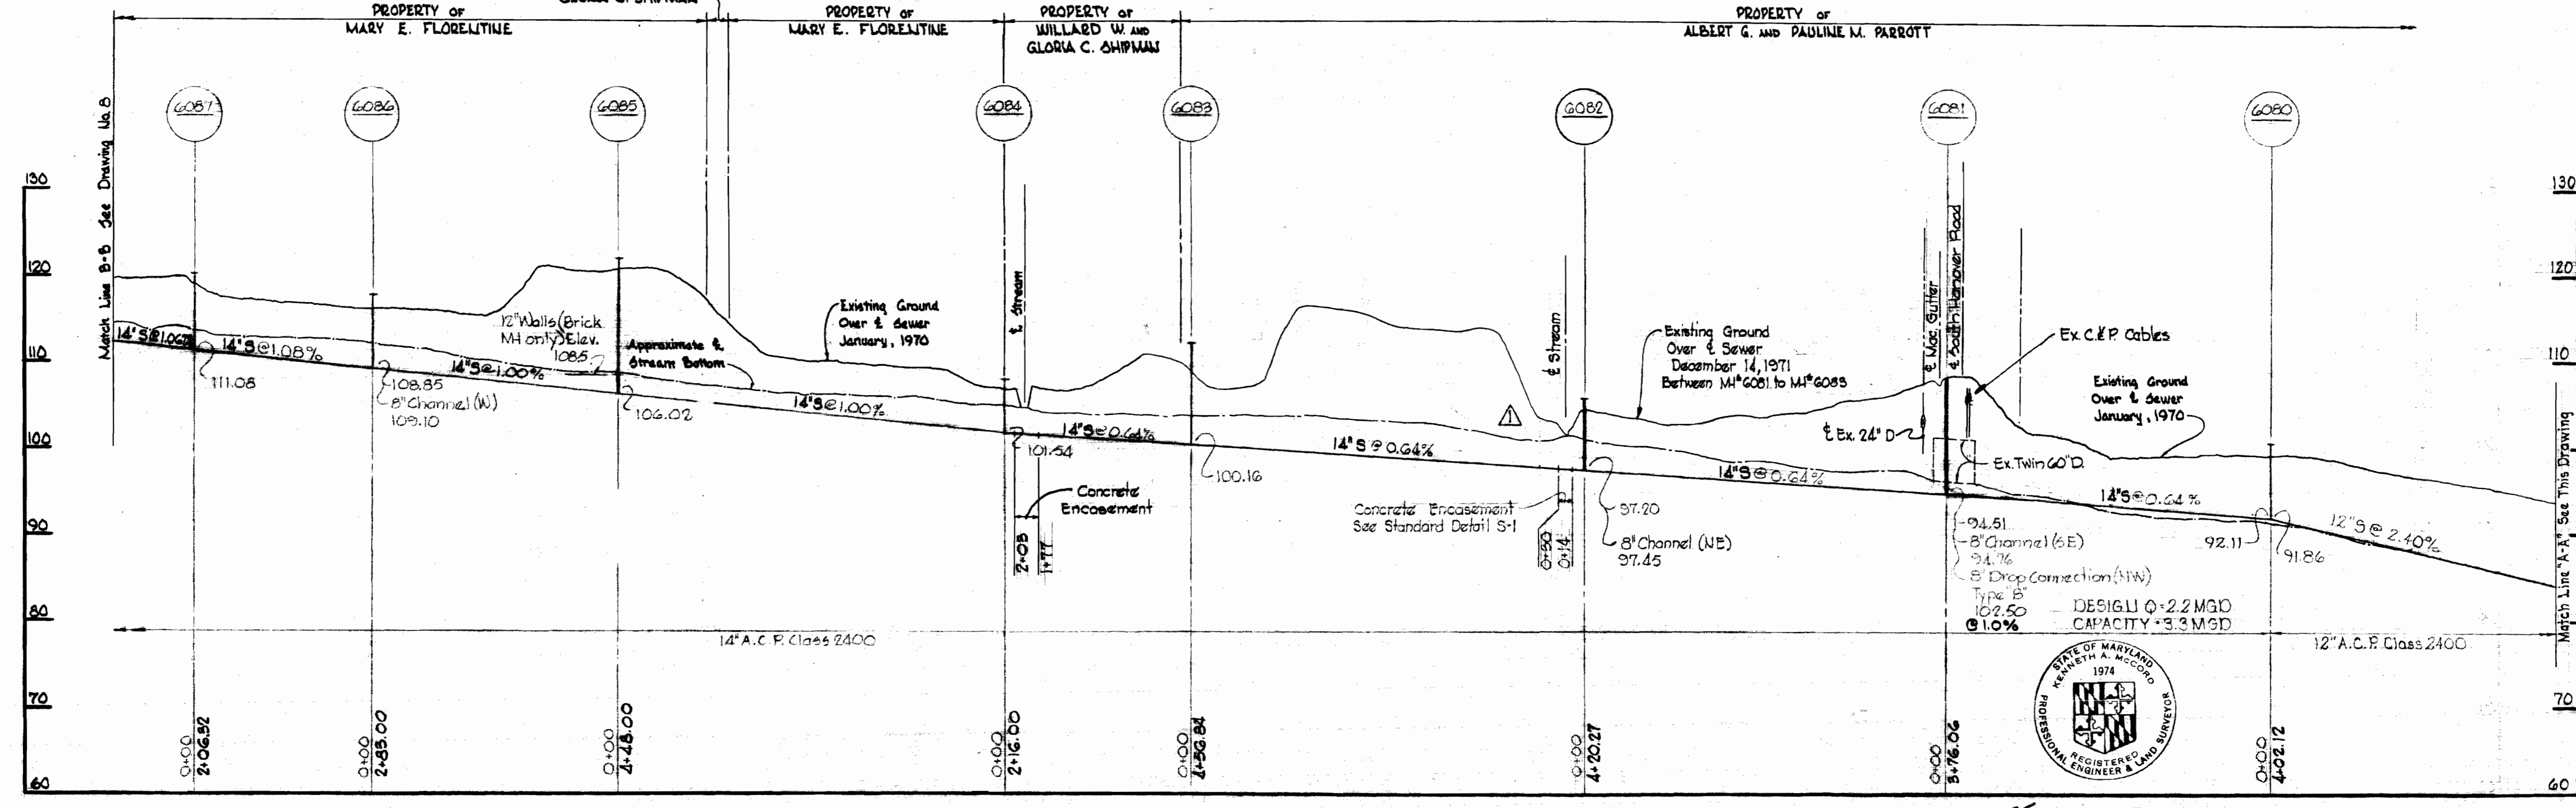 PROPERTY OF
MARY E. FLORENTINE
PROPERTY OF
MARY E. FLORENTINE
PROPERTY OF
WILLARD W. AND
GLORIA C. SHIPMAN
PROPERTY OF
ALBERT G. AND PAULINE M. PARROTT
6087
6086
6085
6084
6083
6082
6081
6080
Match Line B-B See Drawing No. 8
130
120
110
100
90
80
70
60
130
120
110
100
70
60
14"S@1.08%
111.08
108.85
8" Channel (W)
109.10
12" Walls (Brick
MH only) Elev.
108.5
14"S@1.00%
106.02
Approximate ℄
Stream Bottom
Existing Ground
Over ℄ Sewer
January, 1970
14"S@1.00%
℄ Stream
101.54
14"S@0.64%
Concrete
Encasement
2+03
1+77
100.16
14"S@0.64%
℄ Stream
Concrete Encasement
See Standard Detail S-1
0+30
0+14
97.20
8" Channel (NE)
97.45
Existing Ground
Over ℄ Sewer
December 14, 1971
Between MH#6081 to MH#6083
14"S@0.64%
℄ Mac. Gutter
℄ South Hanover Road
℄ Ex. 24" D
Ex. C.&P. Cables
Ex. Twin 60" D.
94.51
8" Channel (SE)
94.76
8" Drop Connection (NW)
Type "B"
102.50
@1.0%
Existing Ground
Over ℄ Sewer
January, 1970
14"S@0.64%
92.11
91.86
12"S@2.40%
DESIGN Q=2.2 MGD
CAPACITY=3.3 MGD
14" A.C.P. Class 2400
12" A.C.P. Class 2400
Match Line "A-A" See This Drawing
STATE OF MARYLAND
KENNETH A. McCORD
1974
REGISTERED
PROFESSIONAL ENGINEER & LAND SURVEYOR
0+00
2+06.32
0+00
2+83.00
0+00
4+48.00
0+00
2+16.00
0+00
4+20.27
0+00
3+76.06
0+00
4+02.12